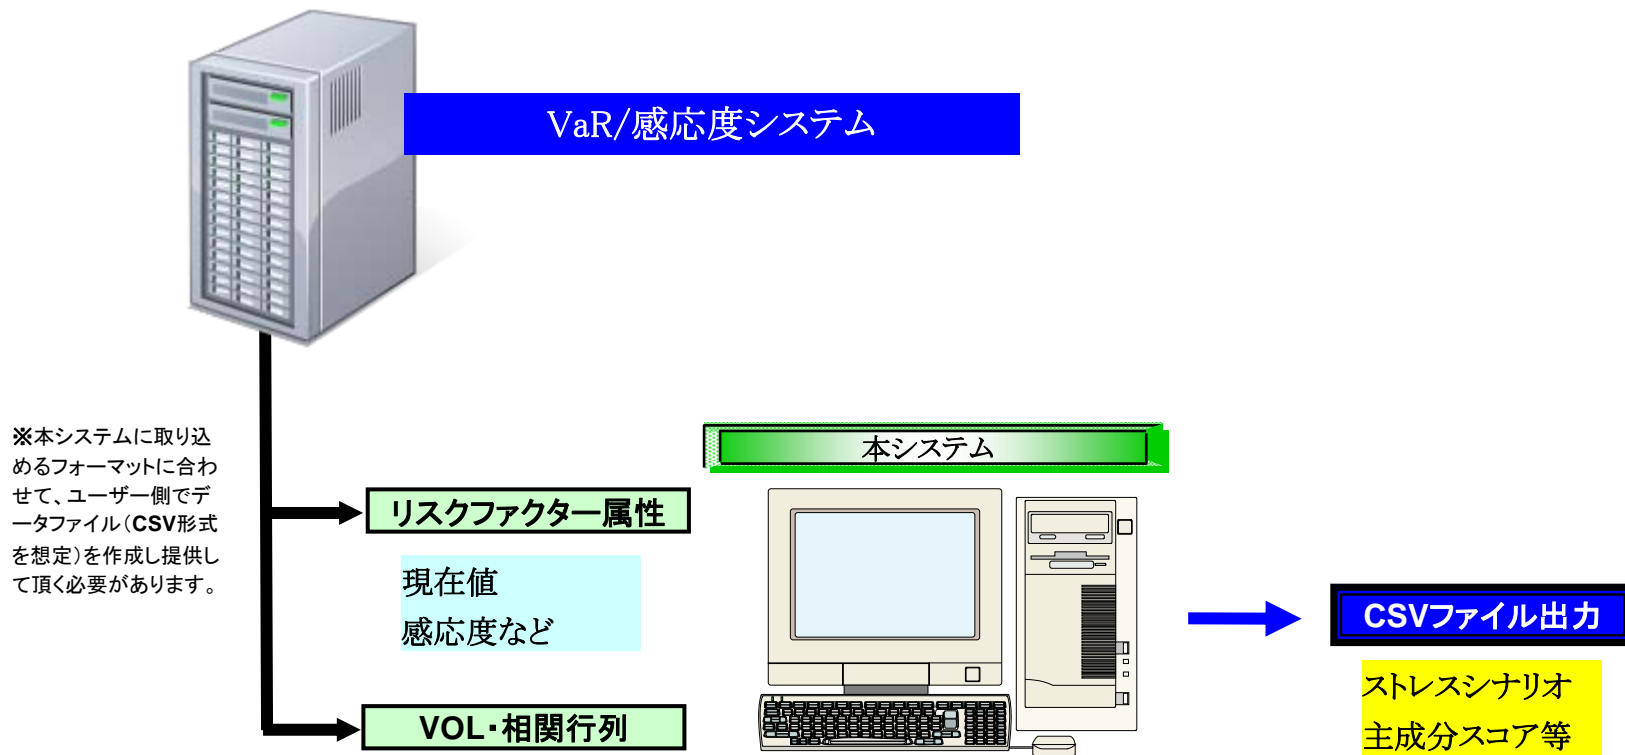 VaR/感応度システム
※本システムに取り込
めるフォーマットに合わ
せて、ユーザー側でデ
ータファイル（CSV形式
を想定）を作成し提供し
て頂く必要があります。
本システム
リスクファクター属性
現在値
感応度など
VOL・相関行列
CSVファイル出力
ストレスシナリオ
主成分スコア等